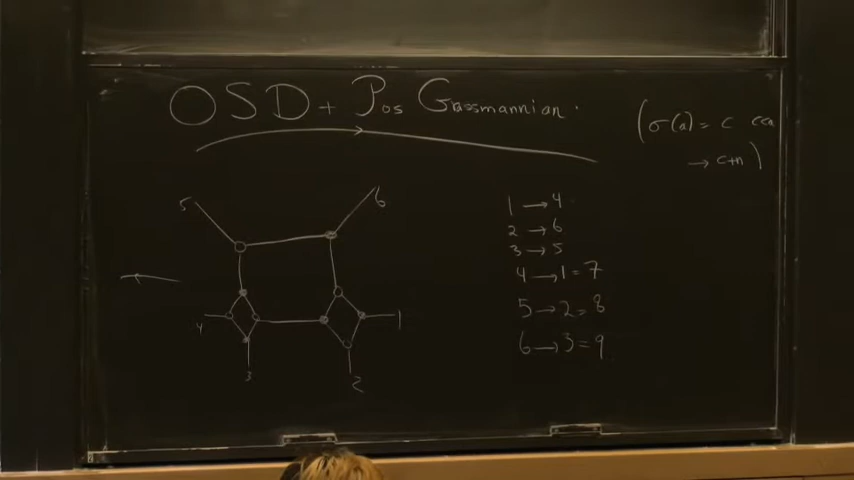 OSD + Pos Grassmannian.
(σ(a) = c c<a
→ c+n)
5 6
4 1
3 2
1 → 4
2 → 6
3 → 5
4 → 1 = 7
5 → 2 = 8
6 → 3 = 9